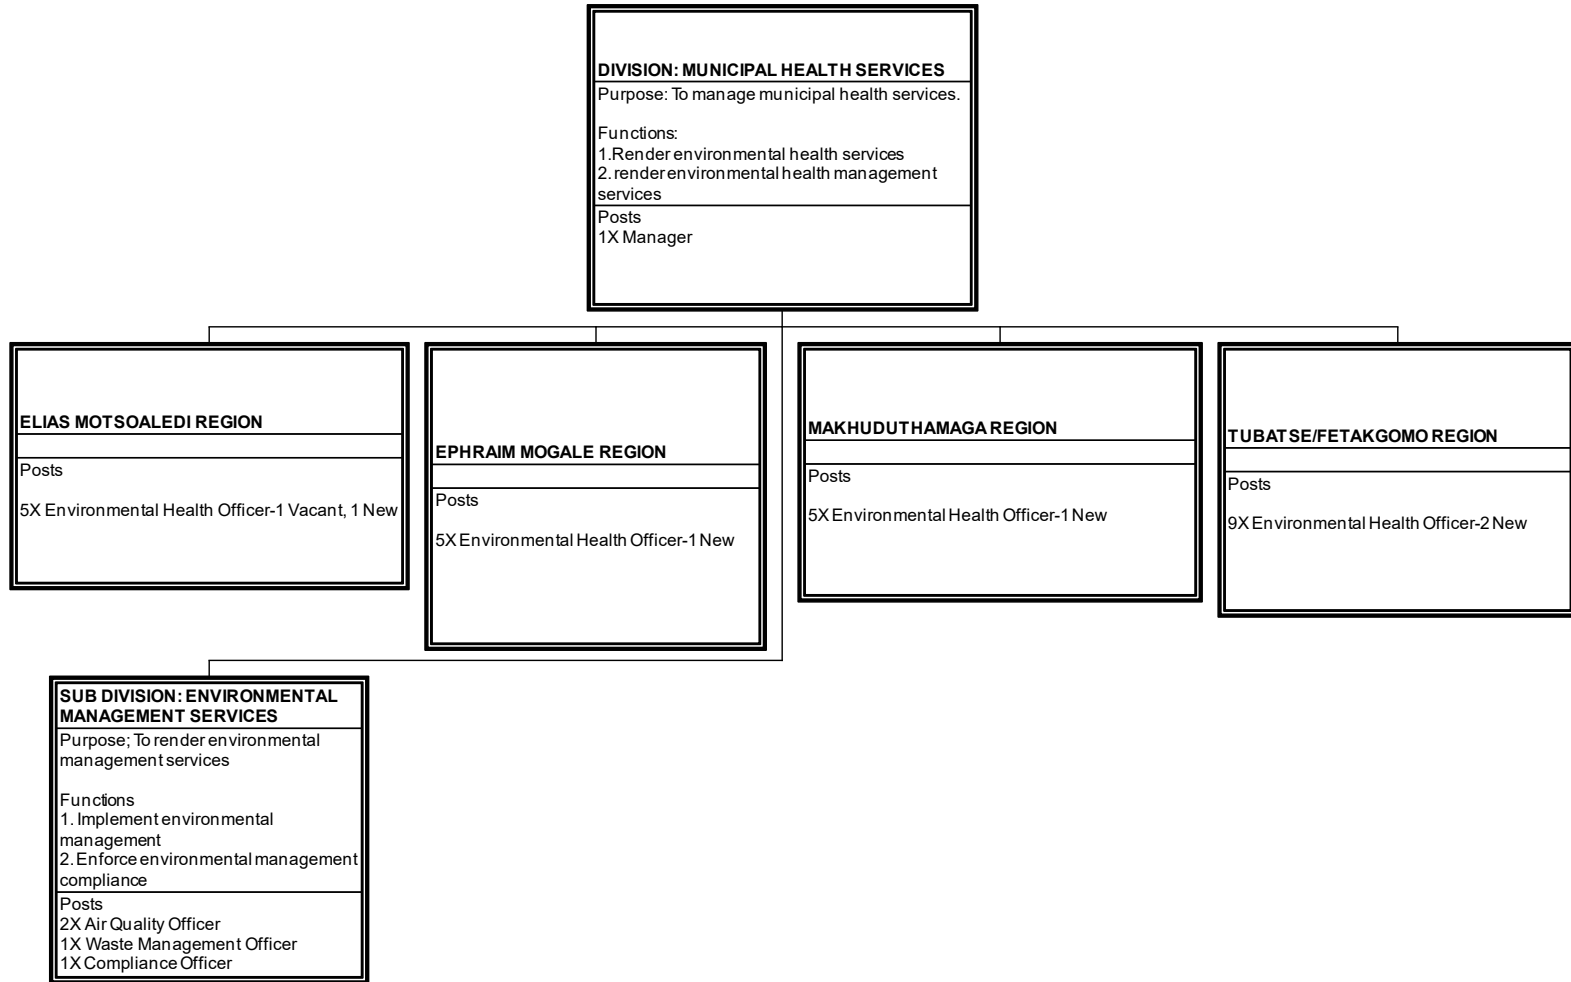 DIVISION: MUNICIPAL HEALTH SERVICES
Purpose: To manage municipal health services.
Functions:
1.Render environmental health services
2. render environmental health management
services
Posts
1X Manager
ELIAS MOTSOALEDI REGION
Posts
5X Environmental Health Officer-1 Vacant, 1 New
EPHRAIM MOGALE REGION
Posts
5X Environmental Health Officer-1 New
MAKHUDUTHAMAGA REGION
Posts
5X Environmental Health Officer-1 New
TUBATSE/FETAKGOMO REGION
Posts
9X Environmental Health Officer-2 New
SUB DIVISION: ENVIRONMENTAL
MANAGEMENT SERVICES
Purpose; To render environmental
management services
Functions
1. Implement environmental
management
2. Enforce environmental management
compliance
Posts
2X Air Quality Officer
1X Waste Management Officer
1X Compliance Officer